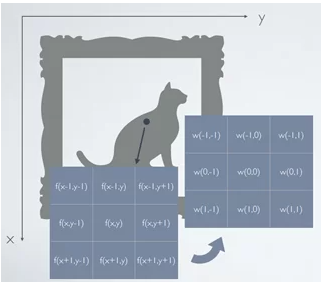 y
w(-1,-1) w(-1,0) w(-1,1)
w(0,-1) w(0,0) w(0,1)
w(1,-1) w(1,0) w(1,1)
f(x-1,y-1) f(x-1,y) f(x-1,y+1)
f(x;y-1) f(x;y) f(x,y+1)
f(x+1,y-1) f(x+1,y) f(x+1,y+1)
x